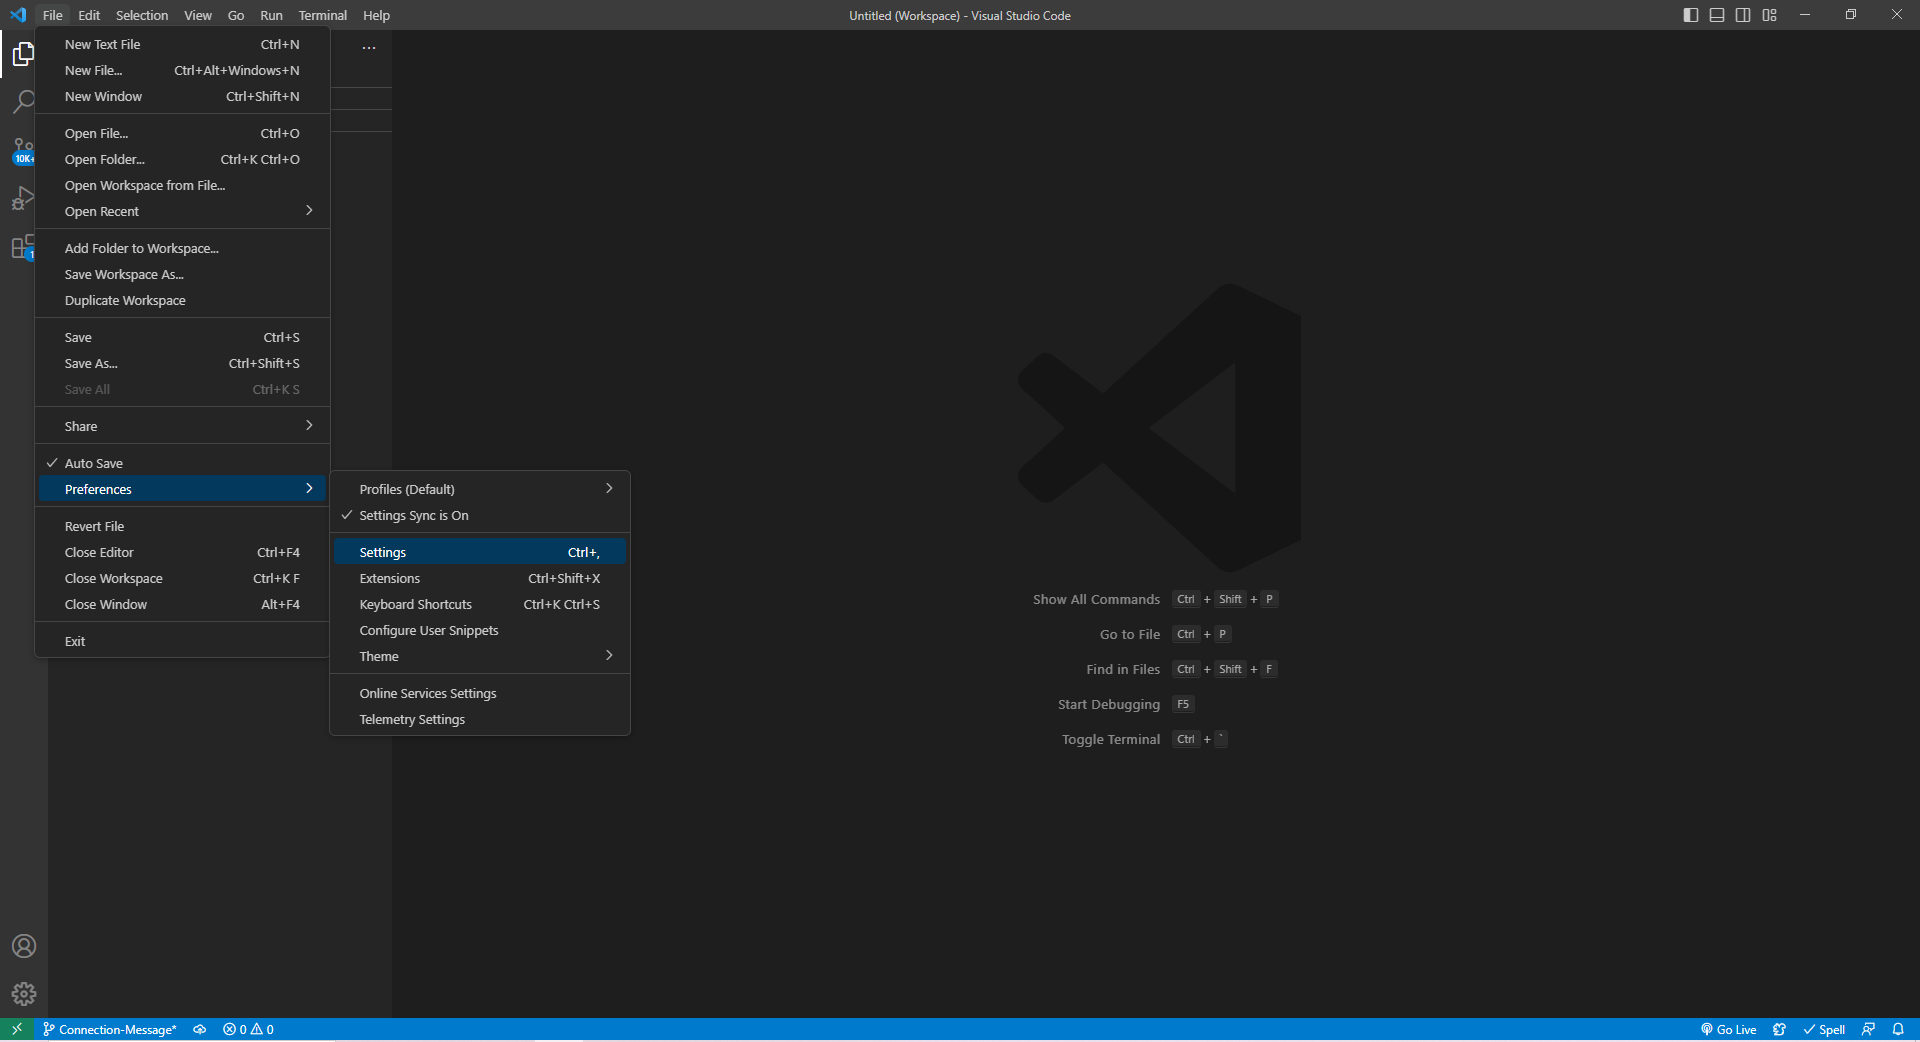 File Edit Selection View Go Run Terminal Help
Untitled (Workspace) - Visual Studio Code
New Text File Ctrl+N
New File... Ctrl+Alt+Windows+N
New Window Ctrl+Shift+N
Open File... Ctrl+O
Open Folder... Ctrl+K Ctrl+O
Open Workspace from File...
Open Recent
Add Folder to Workspace...
Save Workspace As...
Duplicate Workspace
Save Ctrl+S
Save As... Ctrl+Shift+S
Save All Ctrl+K S
Share
Auto Save
Preferences
Revert File
Close Editor Ctrl+F4
Close Workspace Ctrl+K F
Close Window Alt+F4
Exit
10K+
1
Profiles (Default)
Settings Sync is On
Settings Ctrl+,
Extensions Ctrl+Shift+X
Keyboard Shortcuts Ctrl+K Ctrl+S
Configure User Snippets
Theme
Online Services Settings
Telemetry Settings
Show All Commands Ctrl + Shift + P
Go to File Ctrl + P
Find in Files Ctrl + Shift + F
Start Debugging F5
Toggle Terminal Ctrl + `
Connection-Message* 0 0
Go Live Spell